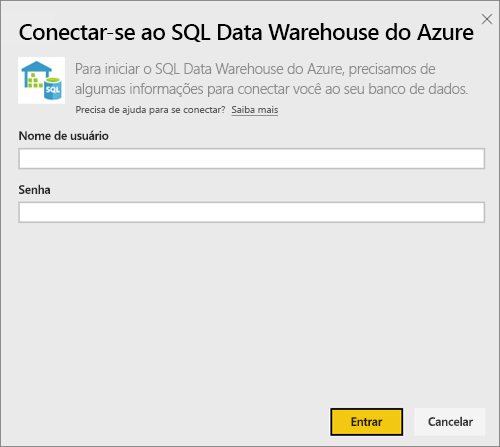 Conectar-se ao SQL Data Warehouse do Azure
SQL
Para iniciar o SQL Data Warehouse do Azure, precisamos de
algumas informações para conectar você ao seu banco de dados.
Precisa de ajuda para se conectar? Saiba mais
Nome de usuário
Senha
Entrar
Cancelar